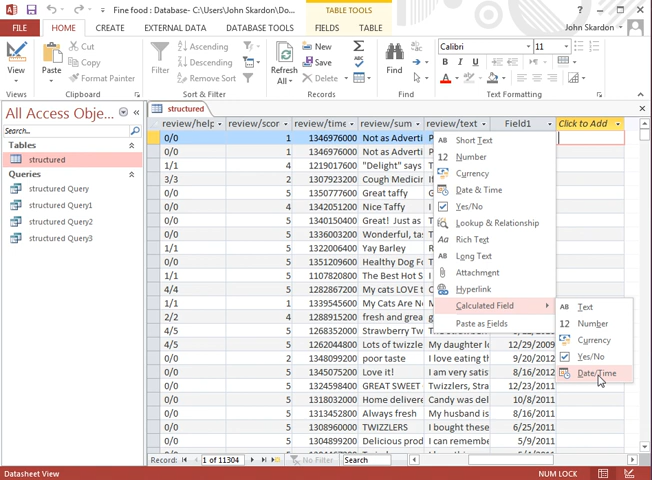 Fine food : Database- C:\Users\John Skardon\Do...
TABLE TOOLS
FILE HOME CREATE EXTERNAL DATA DATABASE TOOLS FIELDS TABLE John Skardon
View
Views
Paste
Cut
Copy
Format Painter
Clipboard
Filter
Ascending
Descending
Remove Sort
Sort & Filter
Refresh All
New
Save
Delete
Records
Find
Find
Calibri 11
B I U
Text Formatting
All Access Obje...
Search...
Tables
structured
Queries
structured Query
structured Query1
structured Query2
structured Query3
structured
review/help review/scor review/time review/sum review/text Field1 Click to Add
0/0 1 1346976000 Not as Adverti P
0/0 1 1346976000 Not as Adverti
1/1 4 1219017600 "Delight" says T
3/3 2 1307923200 Cough Medicin I
0/0 5 1350777600 Great taffy
0/0 4 1342051200 Nice Taffy
0/0 5 1340150400 Great! Just as
0/0 5 1336003200 Wonderful, ta
1/1 5 1322006400 Yay Barley
0/0 5 1351209600 Healthy Dog Fo
1/1 5 1107820800 The Best Hot S
4/4 5 1282867200 My cats LOVE t
1/1 1 1339545600 My Cats Are No
2/2 4 1288915200 fresh and grea
4/5 5 1268352000 Strawberry Tw
4/5 5 1262044800 Lots of twizzle My daughter lo 12/29/2009
0/0 2 1348099200 poor taste I love eating th 9/20/2012
0/0 5 1345075200 Love it! I am very satis 8/16/2012
0/0 5 1324598400 GREAT SWEET Twizzlers, Stra
0/0 5 1318032000 Home delivere Candy was del 10/8/2011
0/0 5 1313452800 Always fresh My husband is 8/16/2011
0/0 5 1308960000 TWIZZLERS I bought these 6/25/2011
0/0 5 Delicious prod I can remembe 5/9/2011
Short Text
Number
Currency
Date & Time
Yes/No
Lookup & Relationship
Rich Text
Long Text
Attachment
Hyperlink
Calculated Field
Paste as Fields
Text
Number
Currency
Yes/No
Date/Time
Record: 1 of 11304 No Filter Search
Datasheet View
NUM LOCK